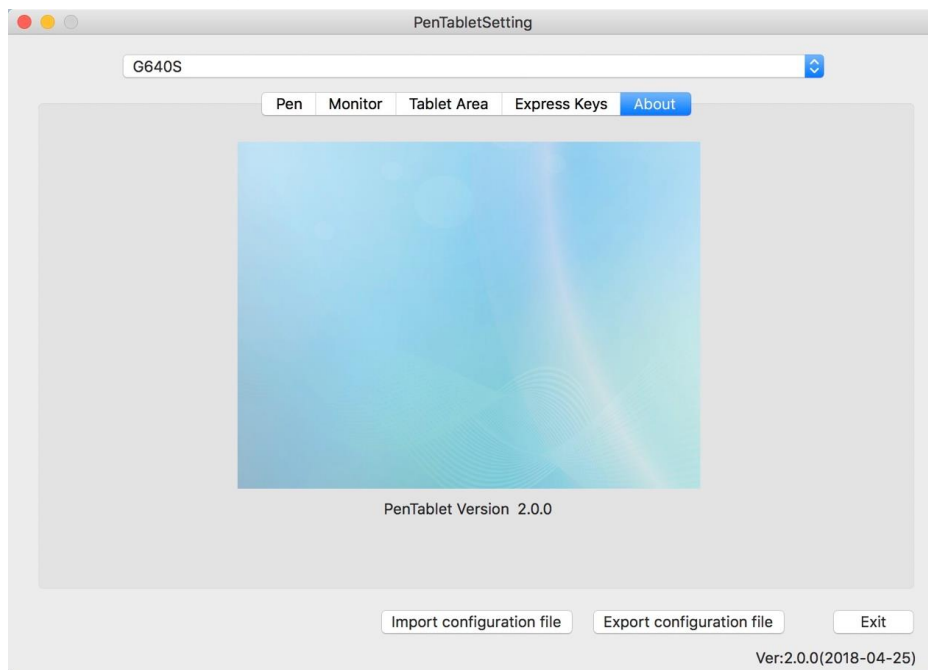 PenTabletSetting
G640S
Pen Monitor Tablet Area Express Keys About
PenTablet Version 2.0.0
Import configuration file Export configuration file Exit
Ver:2.0.0(2018-04-25)